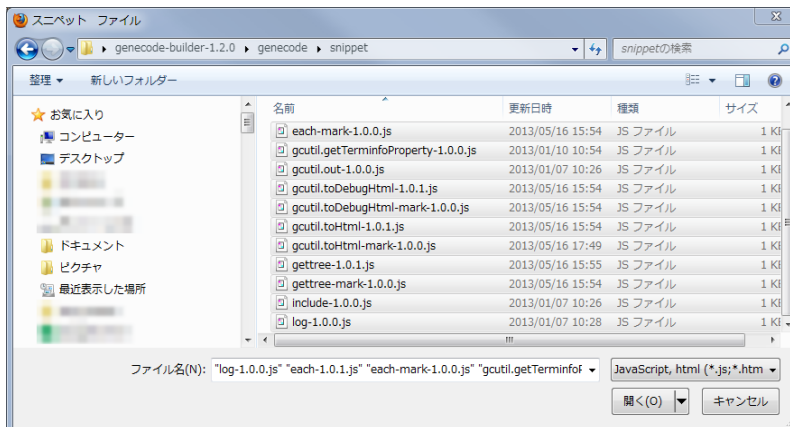 スニペット ファイル
genecode-builder-1.2.0 genecode snippet snippetの検索
整理 新しいフォルダー
名前 更新日時 種類 サイズ
お気に入り
コンピューター
デスクトップ
ドキュメント
ピクチャ
最近表示した場所
each-mark-1.0.0.js 2013/05/16 15:54 JS ファイル 1 KB
gcutil.getTerminfoProperty-1.0.0.js 2013/01/10 10:54 JS ファイル 1 KB
gcutil.out-1.0.0.js 2013/01/07 10:26 JS ファイル 1 KB
gcutil.toDebugHtml-1.0.1.js 2013/05/16 15:54 JS ファイル 1 KB
gcutil.toDebugHtml-mark-1.0.0.js 2013/05/16 15:54 JS ファイル 1 KB
gcutil.toHtml-1.0.1.js 2013/05/16 15:54 JS ファイル 1 KB
gcutil.toHtml-mark-1.0.0.js 2013/05/16 17:49 JS ファイル 1 KB
gettree-1.0.1.js 2013/05/16 15:55 JS ファイル 1 KB
gettree-mark-1.0.0.js 2013/05/16 15:54 JS ファイル 1 KB
include-1.0.0.js 2013/01/07 10:26 JS ファイル 1 KB
log-1.0.0.js 2013/01/07 10:28 JS ファイル 1 KB
ファイル名(N): "log-1.0.0.js" "each-1.0.1.js" "each-mark-1.0.0.js" "gcutil.getTerminfoF JavaScript, html (*.js;*.htm
開く(O) キャンセル